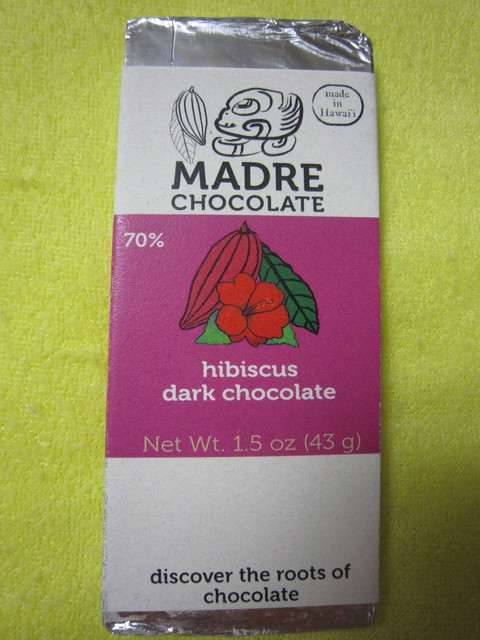 made
in
Hawai'i
MADRE
CHOCOLATE
70%
hibiscus
dark chocolate
Net Wt. 1.5 oz (43 g)
discover the roots of
chocolate